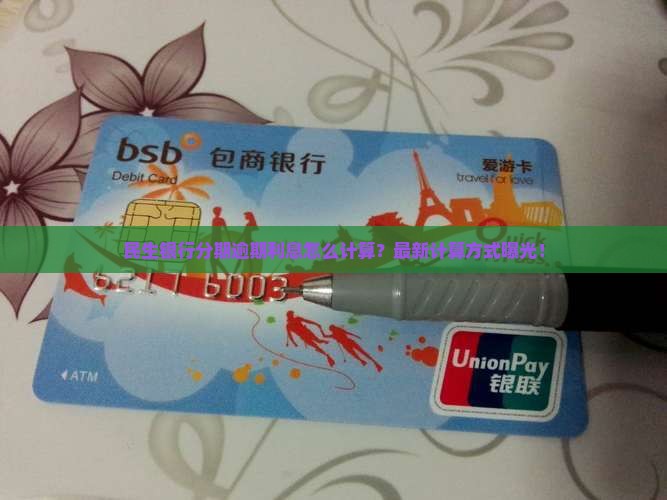 bsb 包商银行
Debit Card
爱游卡
travel for love
Quick
民生银行分期逾期利息怎么计算？最新计算方式曝光！
6217 6003
ATM
UnionPay
银联